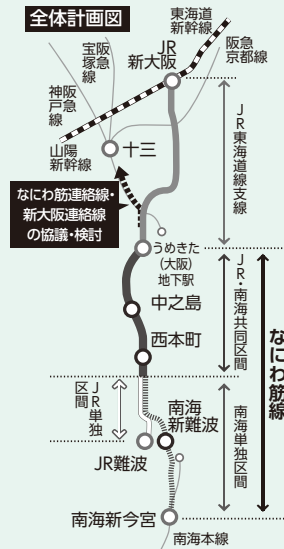 全体計画図
東海道
新幹線
宝阪
塚急
線
JR
新大阪
阪急
京都線
神阪
戸急
線
山陽
新幹線
十三
JR東海道線支線
なにわ筋連絡線・
新大阪連絡線
の協議・検討
うめきた
(大阪)
地下駅
中之島
西本町
JR・南海共同区間
なにわ筋線
JR単独
区間
南海
新難波
南海単独区間
JR難波
南海新今宮
南海本線